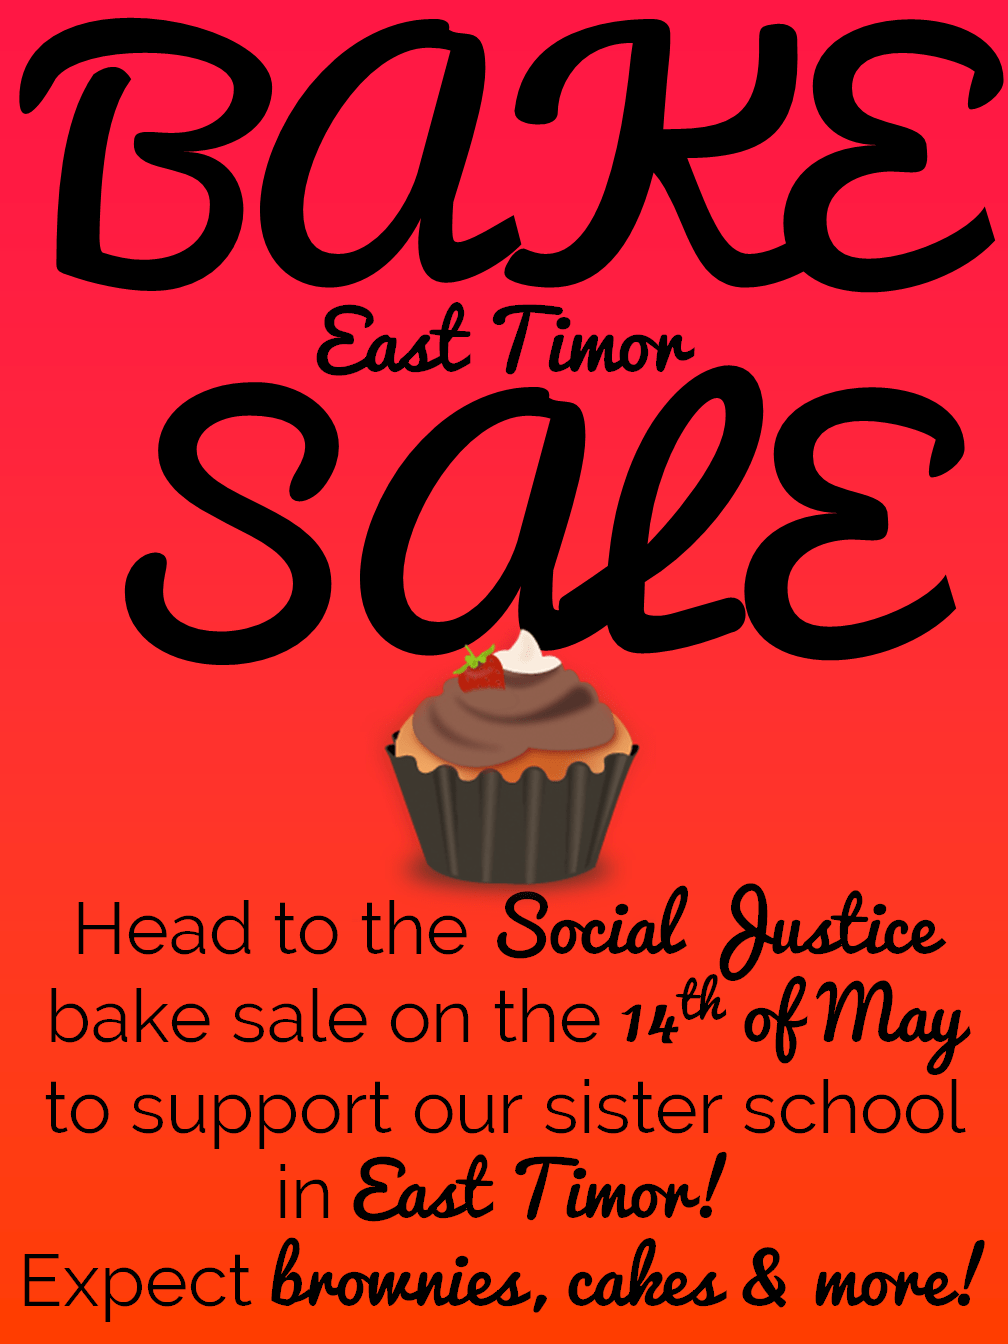 BAKE
East Timor
SALE
Head to the Social Justice
bake sale on the 14th of May
to support our sister school
in East Timor!
Expect brownies, cakes & more!